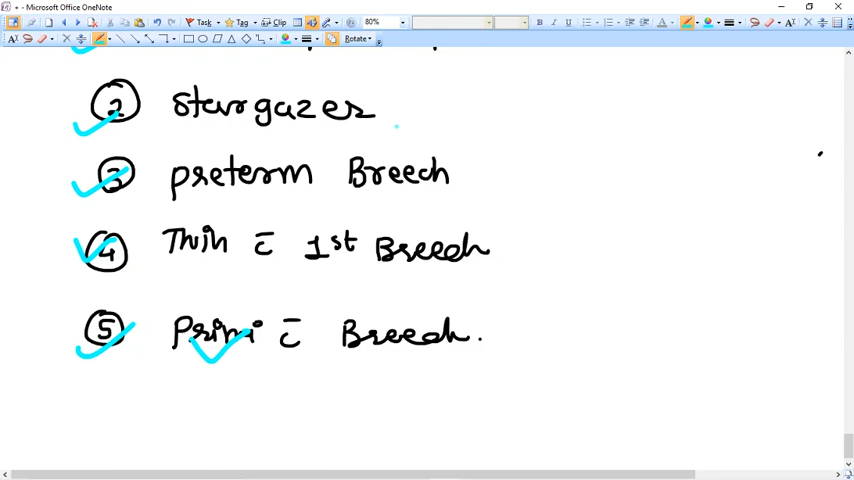 + - Microsoft Office OneNote
Task Tag Clip 80%
Rotate
2 Stargazer
3 preterm Breech
4 Thin c̄ 1st Breech
5 Primi c̄ Breech.